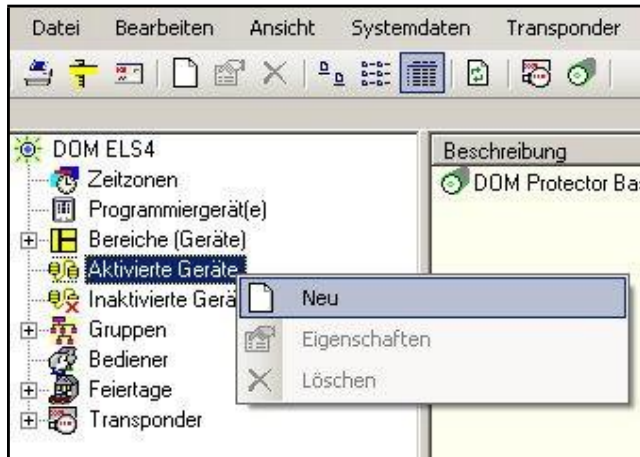 Datei Bearbeiten Ansicht Systemdaten Transponder
DOM ELS4
Zeitzonen
Programmiergerät(e)
Bereiche (Geräte)
Aktivierte Geräte
Inaktivierte Gerä
Gruppen
Bediener
Feiertage
Transponder
Neu
Eigenschaften
Löschen
Beschreibung
DOM Protector Ba